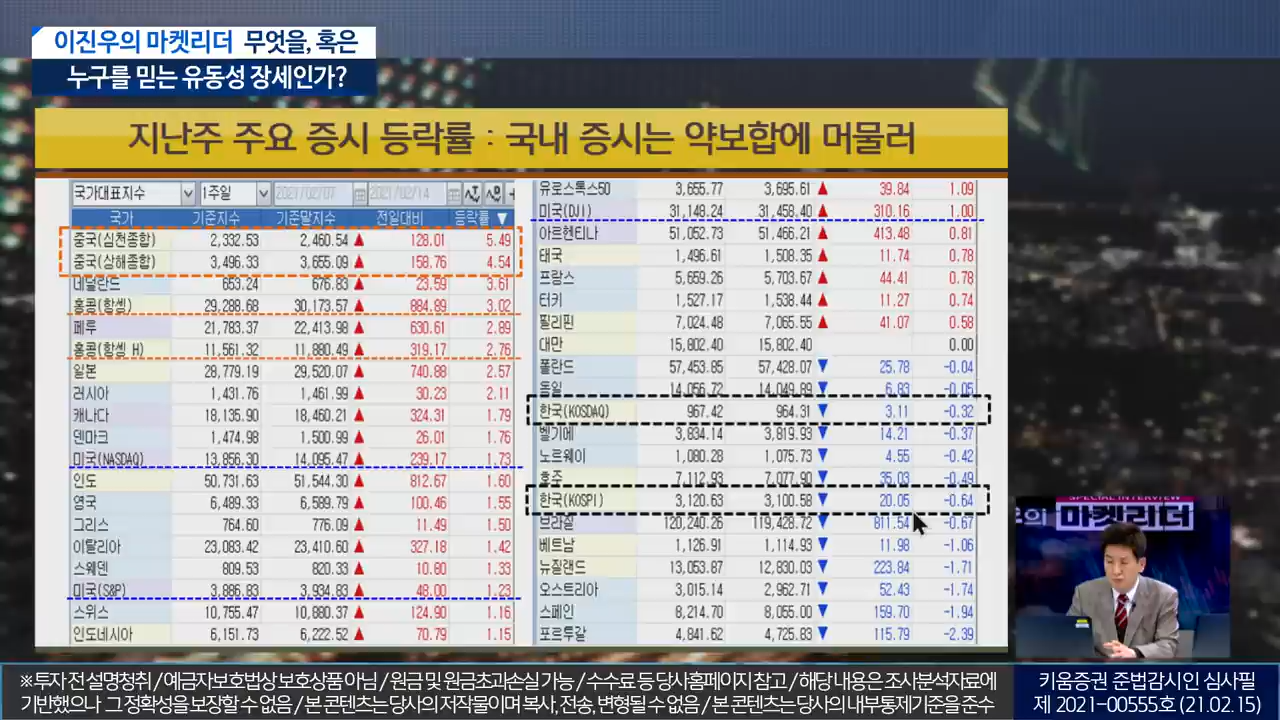 이진우의 마켓리더 무엇을, 혹은
누구를 믿는 유동성 장세인가?
지난주 주요 증시 등락률 : 국내 증시는 약보합에 머물러
국가대표지수 1주일 2021/02/07 2021/02/14
국가 기준지수 기준말지수 전일대비 등락률 ▼
중국(심천종합) 2,332.53 2,460.54 ▲ 128.01 5.49
중국(상해종합) 3,496.33 3,655.09 ▲ 158.76 4.54
네덜란드 653.24 676.83 ▲ 23.59 3.61
홍콩(항셍) 29,288.68 30,173.57 ▲ 884.89 3.02
페루 21,783.37 22,413.98 ▲ 630.61 2.89
홍콩(항셍 H) 11,561.32 11,880.49 ▲ 319.17 2.76
일본 28,779.19 29,520.07 ▲ 740.88 2.57
러시아 1,431.76 1,461.99 ▲ 30.23 2.11
캐나다 18,135.90 18,460.21 ▲ 324.31 1.79
덴마크 1,474.98 1,500.99 ▲ 26.01 1.76
미국(NASDAQ) 13,856.30 14,095.47 ▲ 239.17 1.73
인도 50,731.63 51,544.30 ▲ 812.67 1.60
영국 6,489.33 6,589.79 ▲ 100.46 1.55
그리스 764.60 776.09 ▲ 11.49 1.50
이탈리아 23,083.42 23,410.60 ▲ 327.18 1.42
스웨덴 809.53 820.33 ▲ 10.80 1.33
미국(S&P) 3,886.83 3,934.83 ▲ 48.00 1.23
스위스 10,755.47 10,880.37 ▲ 124.90 1.16
인도네시아 6,151.73 6,222.52 ▲ 70.79 1.15
유로스톡스50 3,655.77 3,695.61 ▲ 39.84 1.09
미국(DJI) 31,148.24 31,458.40 ▲ 310.16 1.00
아르헨티나 51,052.73 51,466.21 ▲ 413.48 0.81
태국 1,496.61 1,508.35 ▲ 11.74 0.78
프랑스 5,659.26 5,703.67 ▲ 44.41 0.78
터키 1,527.17 1,538.44 ▲ 11.27 0.74
필리핀 7,024.48 7,065.55 ▲ 41.07 0.58
대만 15,802.40 15,802.40 0.00
폴란드 57,453.85 57,428.07 ▼ 25.78 -0.04
독일 14,056.72 14,049.89 ▼ 6.83 -0.05
한국(KOSDAQ) 967.42 964.31 ▼ 3.11 -0.32
벨기에 3,834.14 3,819.93 ▼ 14.21 -0.37
노르웨이 1,080.28 1,075.73 ▼ 4.55 -0.42
호주 7,112.93 7,077.90 ▼ 35.03 -0.49
한국(KOSPI) 3,120.63 3,100.58 ▼ 20.05 -0.64
브라질 120,240.26 119,428.72 ▼ 811.54 -0.67
베트남 1,126.91 1,114.93 ▼ 11.98 -1.06
뉴질랜드 13,053.87 12,830.03 ▼ 223.84 -1.71
오스트리아 3,015.14 2,962.71 ▼ 52.43 -1.74
스페인 8,214.70 8,055.00 ▼ 159.70 -1.94
포르투갈 4,841.62 4,725.83 ▼ 115.79 -2.39
SPECIAL INTERVIEW
우의 마켓리더
※ 투자 전 설명청취 / 예금자보호법상 보호상품 아님 / 원금 및 원금초과손실 가능 / 수수료 등 당사홈페이지 참고 / 해당 내용은 조사분석자료에
기반했으나 그 정확성을 보장할 수 없음 / 본 콘텐츠는 당사의 저작물이며 복사, 전송, 변형될 수 없음 / 본 콘텐츠는 당사의 내부통제기준을 준수
키움증권 준법감시인 심사필
제 2021-00555호 (21.02.15)